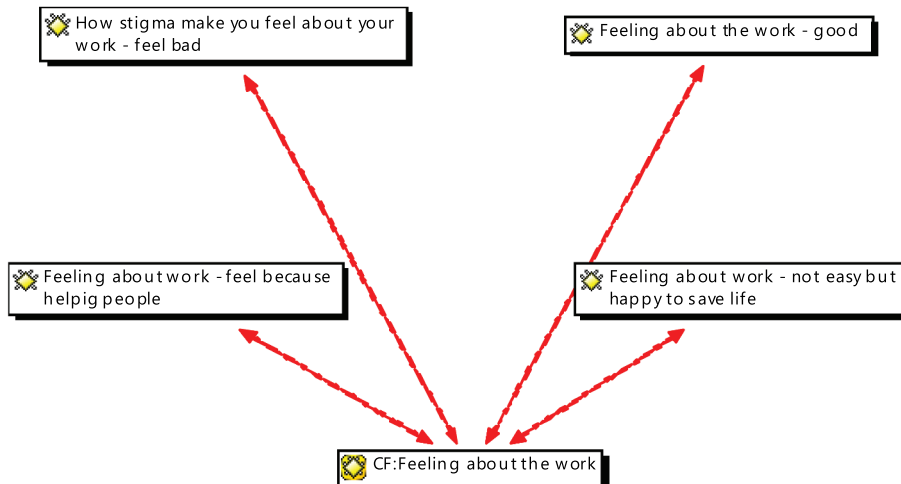 How stigma make you feel about your
work - feel bad
Feeling about the work - good
Feeling about work - feel because
helpig people
Feeling about work - not easy but
happy to save life
CF:Feeling about the work